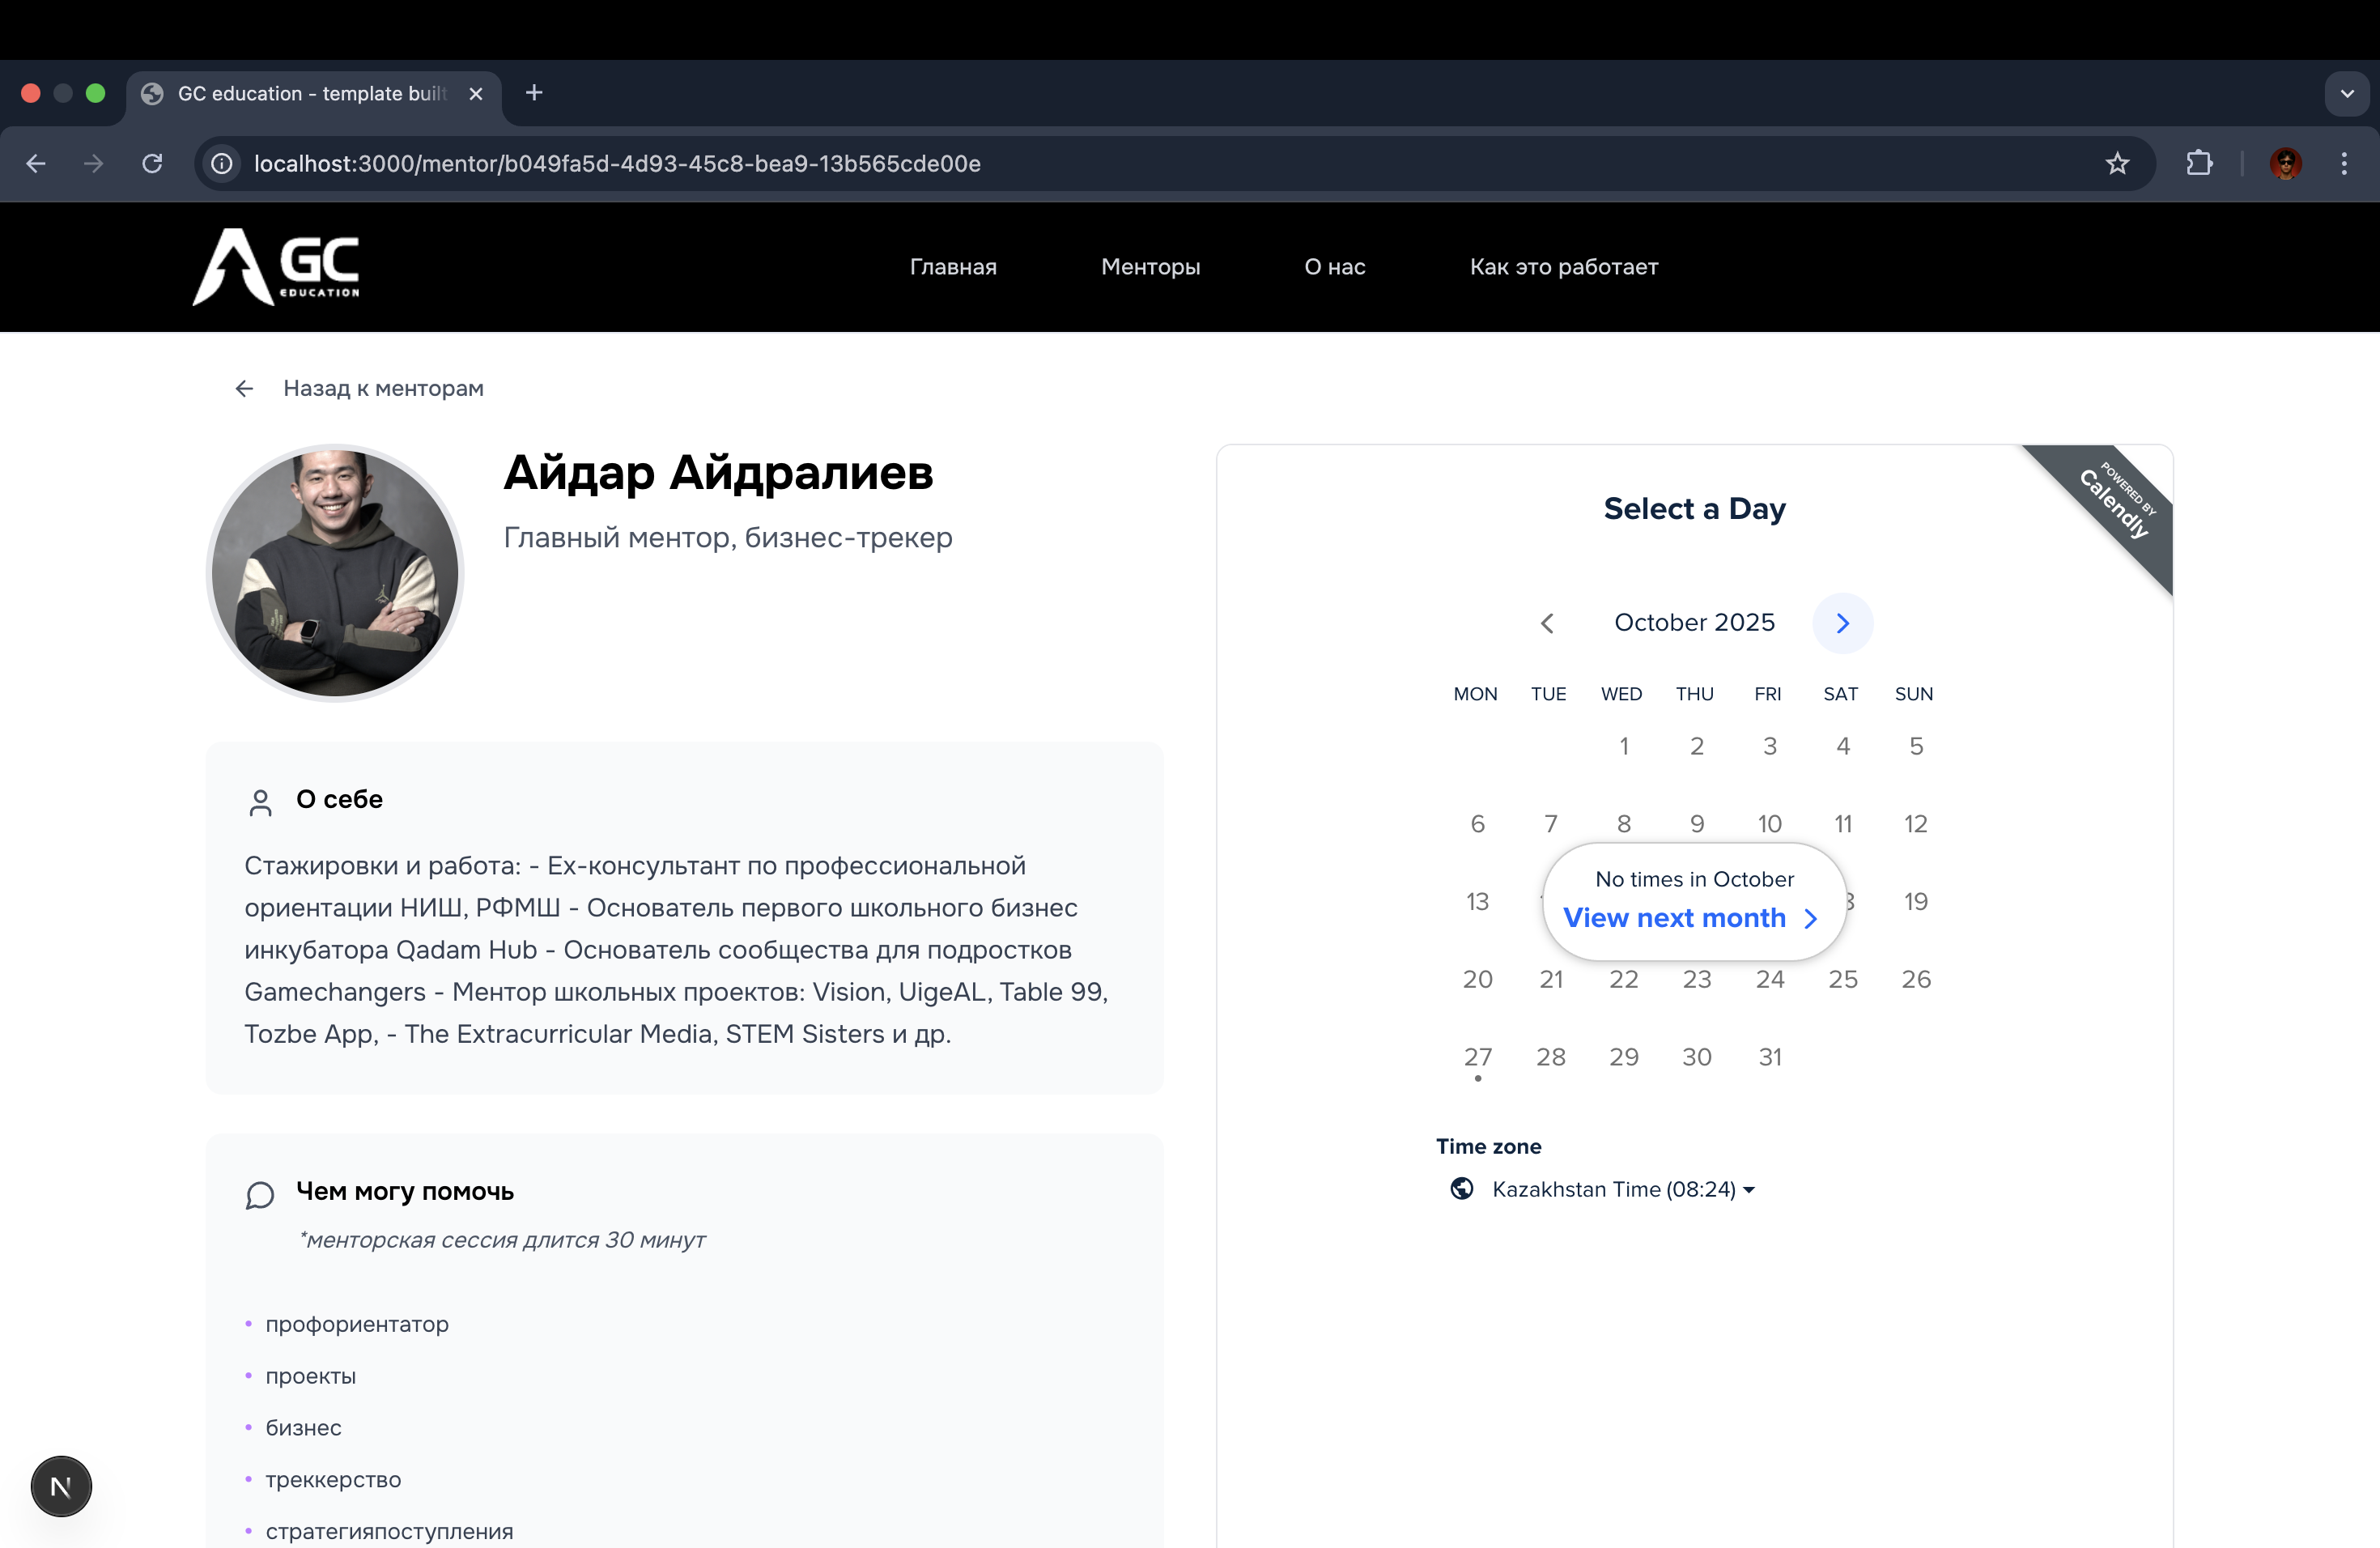 GC education - template built
localhost:3000/mentor/b049fa5d-4d93-45c8-bea9-13b565cde00e
GC
EDUCATION
Главная
Менторы
О нас
Как это работает
Назад к менторам
Айдар Айдралиев
Главный ментор, бизнес-трекер
О себе
Стажировки и работа: - Ex-консультант по профессиональной
ориентации НИШ, РФМШ - Основатель первого школьного бизнес
инкубатора Qadam Hub - Основатель сообщества для подростков
Gamechangers - Ментор школьных проектов: Vision, UigeAL, Table 99,
Tozbe App, - The Extracurricular Media, STEM Sisters и др.
Чем могу помочь
*менторская сессия длится 30 минут
• профориентатор
• проекты
• бизнес
• треккерство
• стратегияпоступления
N
POWERED BY
Calendly
Select a Day
October 2025
MON TUE WED THU FRI SAT SUN
1 2 3 4 5
6 7 8 9 10 11 12
13 19
No times in October
View next month
20 21 22 23 24 25 26
27 28 29 30 31
Time zone
Kazakhstan Time (08:24)